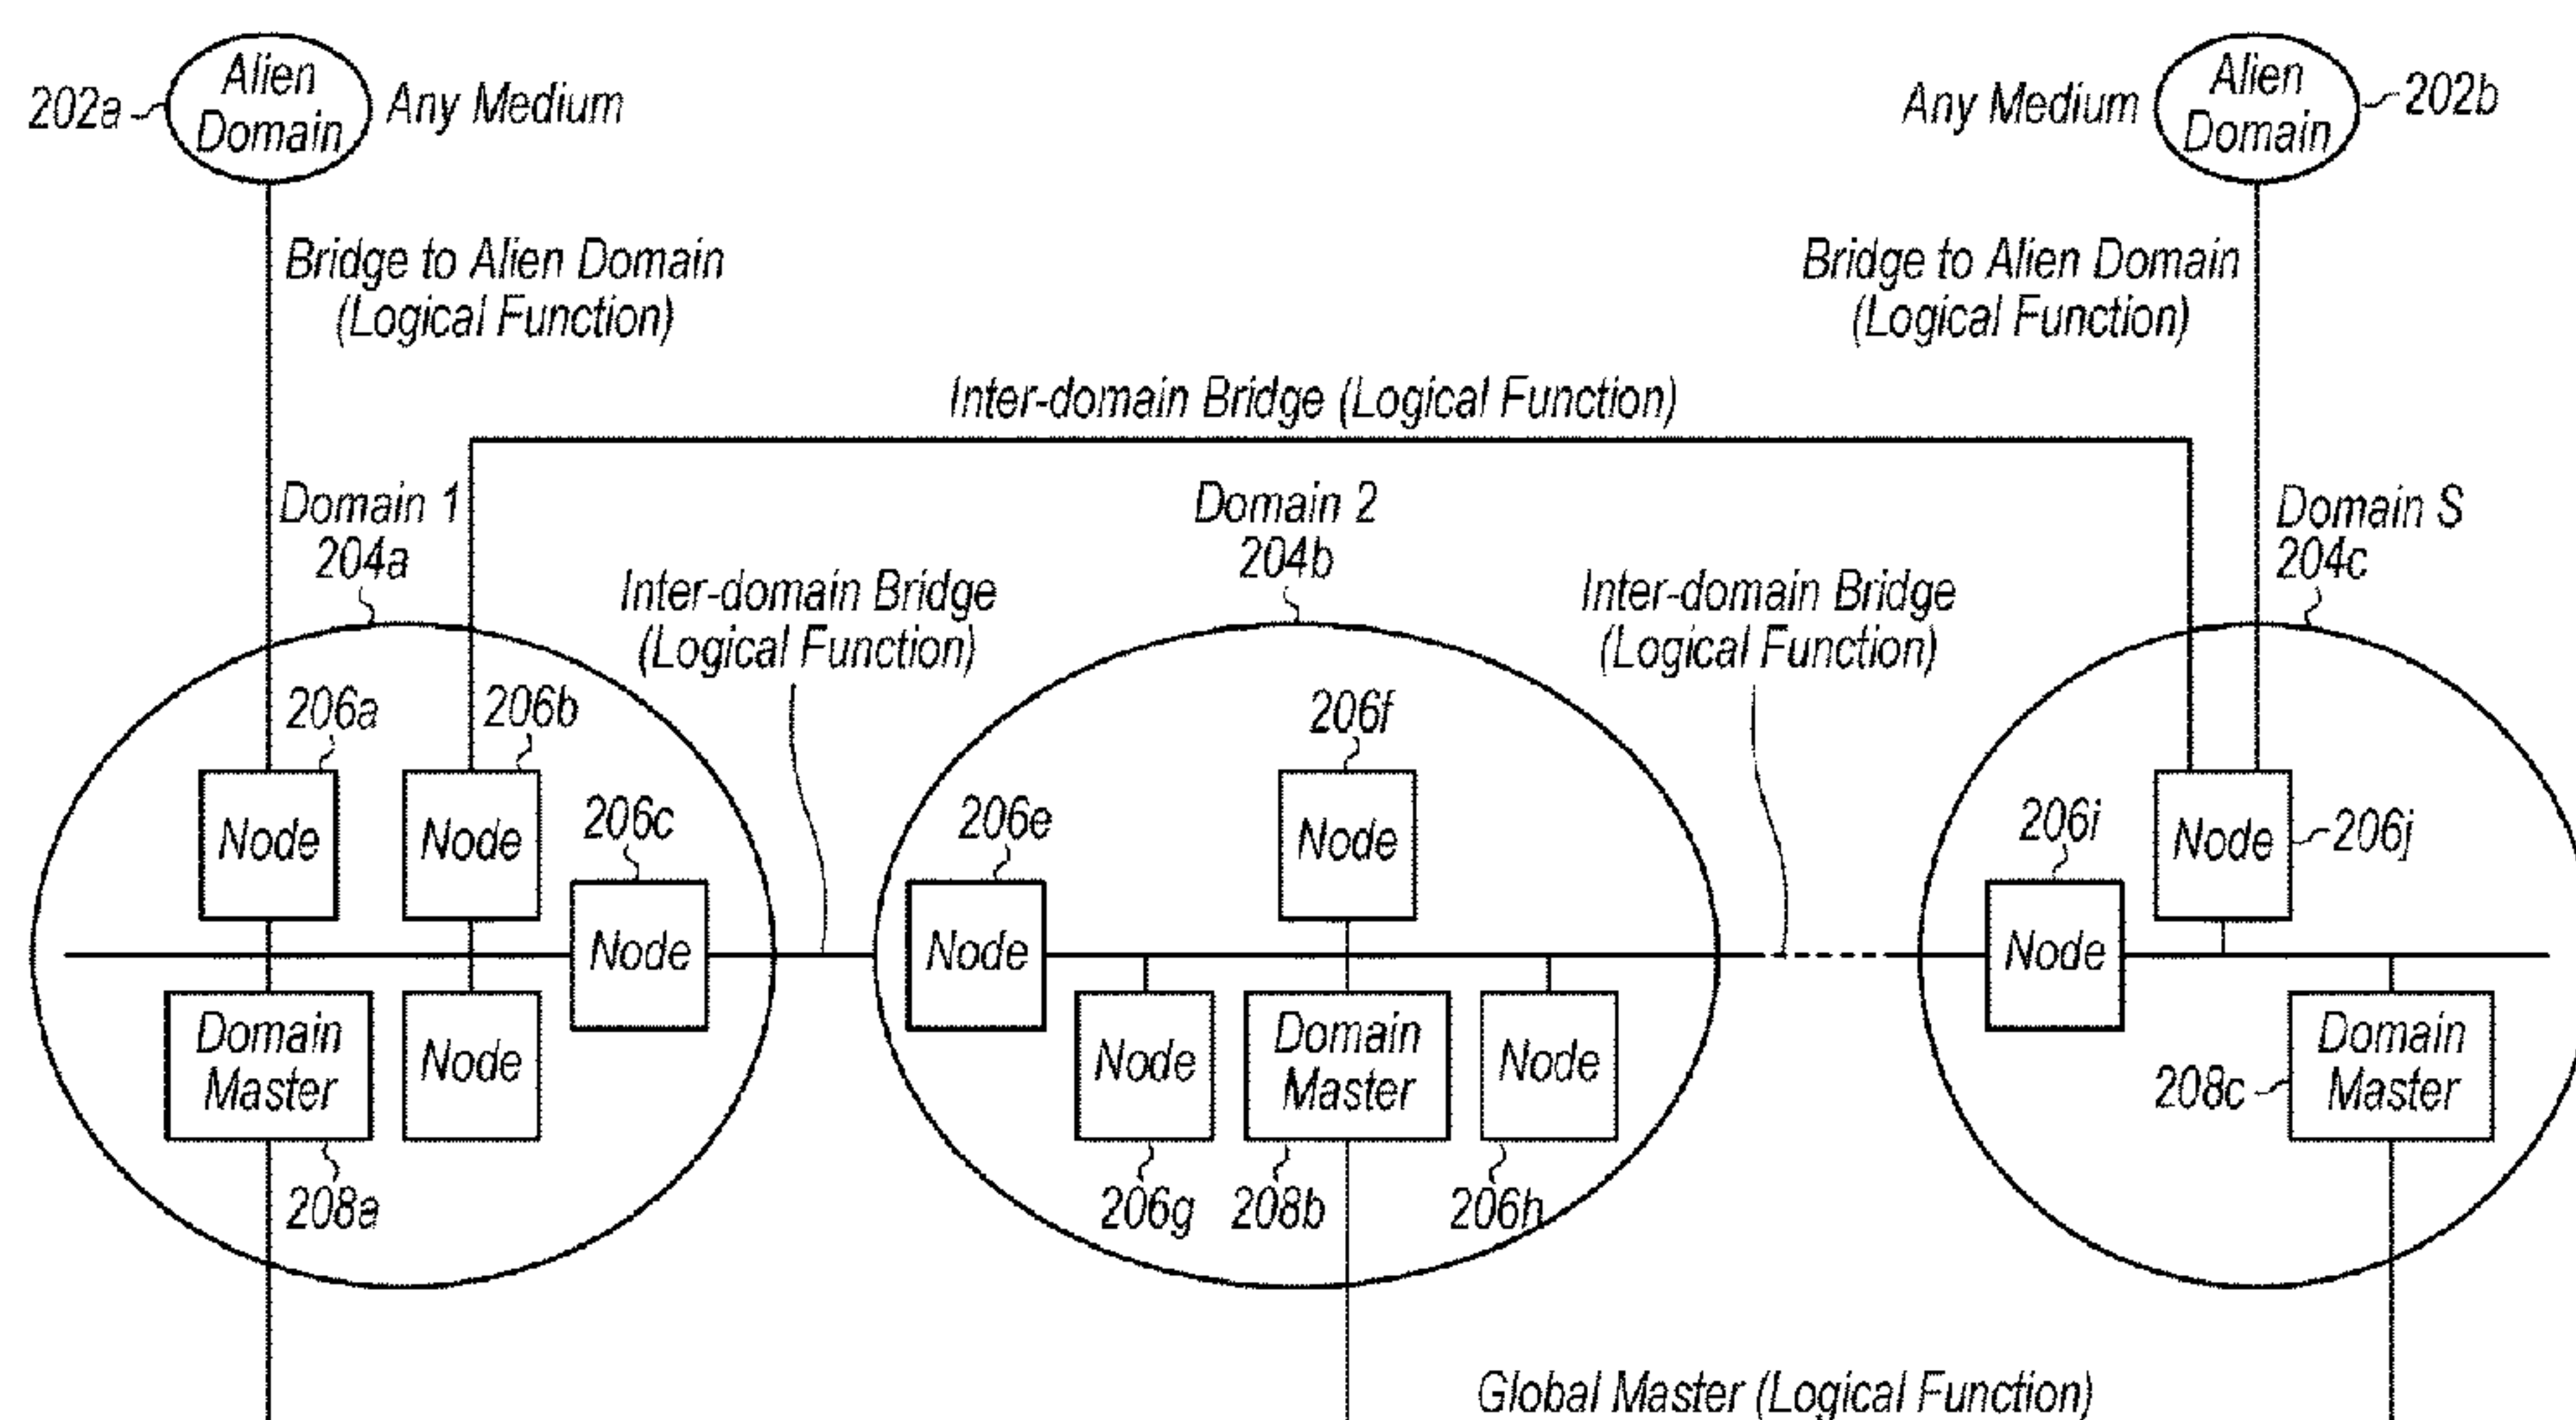 Alien
Domain
202a
Any Medium
Any Medium
Alien
Domain
202b
Bridge to Alien Domain
(Logical Function)
Bridge to Alien Domain
(Logical Function)
Inter-domain Bridge (Logical Function)
Domain 1
204a
Domain 2
204b
Domain S
204c
Inter-domain Bridge
(Logical Function)
Inter-domain Bridge
(Logical Function)
206a
206b
206c
206e
206f
206i
206j
Node
Node
Node
Node
Node
Node
Node
Domain
Master
Node
Node
Domain
Master
Node
Domain
Master
208a
206g
208b
206h
208c
Global Master (Logical Function)